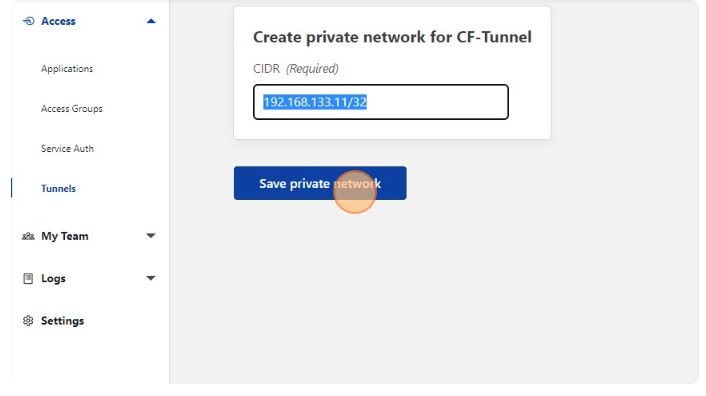 Access
Applications
Access Groups
Service Auth
Tunnels
My Team
Logs
Settings
Create private network for CF-Tunnel
CIDR (Required)
192.168.133.11/32
Save private network